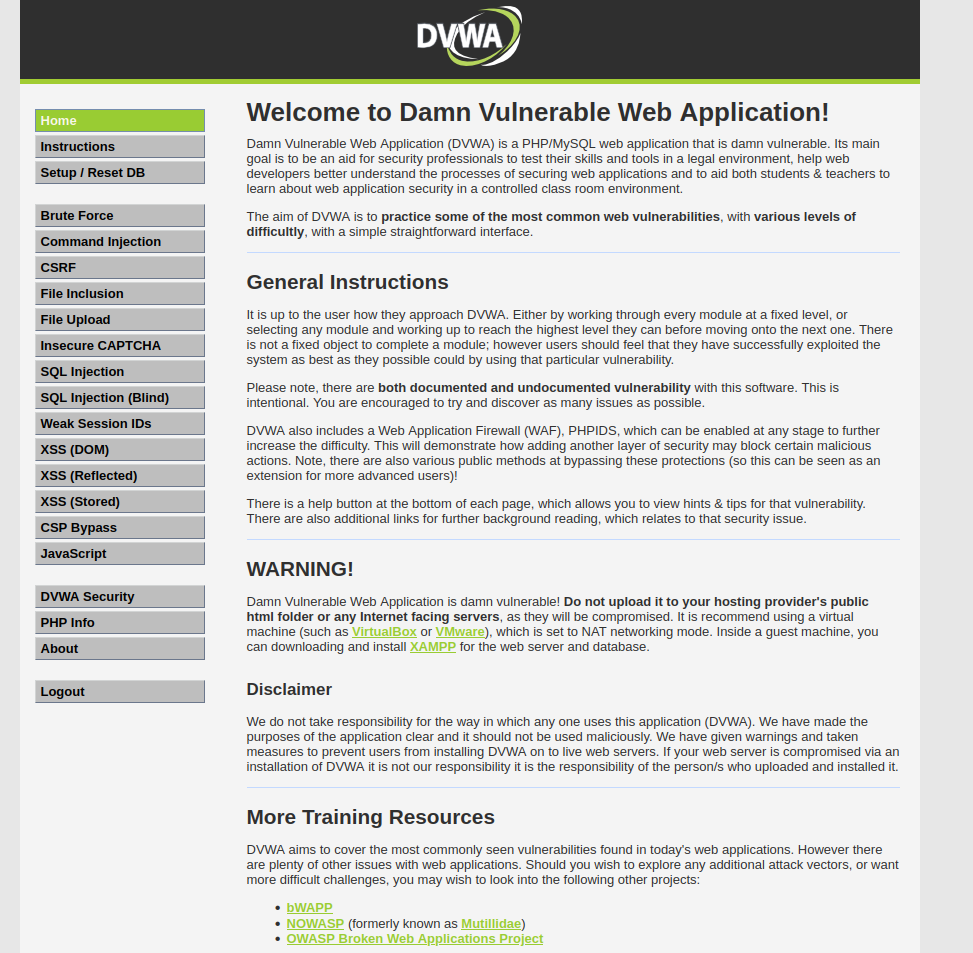 DVWA
Home
Instructions
Setup / Reset DB
Brute Force
Command Injection
CSRF
File Inclusion
File Upload
Insecure CAPTCHA
SQL Injection
SQL Injection (Blind)
Weak Session IDs
XSS (DOM)
XSS (Reflected)
XSS (Stored)
CSP Bypass
JavaScript
DVWA Security
PHP Info
About
Logout
Welcome to Damn Vulnerable Web Application!
Damn Vulnerable Web Application (DVWA) is a PHP/MySQL web application that is damn vulnerable. Its main
goal is to be an aid for security professionals to test their skills and tools in a legal environment, help web
developers better understand the processes of securing web applications and to aid both students & teachers to
learn about web application security in a controlled class room environment.
The aim of DVWA is to practice some of the most common web vulnerabilities, with various levels of
difficultly, with a simple straightforward interface.
General Instructions
It is up to the user how they approach DVWA. Either by working through every module at a fixed level, or
selecting any module and working up to reach the highest level they can before moving onto the next one. There
is not a fixed object to complete a module; however users should feel that they have successfully exploited the
system as best as they possible could by using that particular vulnerability.
Please note, there are both documented and undocumented vulnerability with this software. This is
intentional. You are encouraged to try and discover as many issues as possible.
DVWA also includes a Web Application Firewall (WAF), PHPIDS, which can be enabled at any stage to further
increase the difficulty. This will demonstrate how adding another layer of security may block certain malicious
actions. Note, there are also various public methods at bypassing these protections (so this can be seen as an
extension for more advanced users)!
There is a help button at the bottom of each page, which allows you to view hints & tips for that vulnerability.
There are also additional links for further background reading, which relates to that security issue.
WARNING!
Damn Vulnerable Web Application is damn vulnerable! Do not upload it to your hosting provider's public
html folder or any Internet facing servers, as they will be compromised. It is recommend using a virtual
machine (such as VirtualBox or VMware), which is set to NAT networking mode. Inside a guest machine, you
can downloading and install XAMPP for the web server and database.
Disclaimer
We do not take responsibility for the way in which any one uses this application (DVWA). We have made the
purposes of the application clear and it should not be used maliciously. We have given warnings and taken
measures to prevent users from installing DVWA on to live web servers. If your web server is compromised via an
installation of DVWA it is not our responsibility it is the responsibility of the person/s who uploaded and installed it.
More Training Resources
DVWA aims to cover the most commonly seen vulnerabilities found in today's web applications. However there
are plenty of other issues with web applications. Should you wish to explore any additional attack vectors, or want
more difficult challenges, you may wish to look into the following other projects:
• bWAPP
• NOWASP (formerly known as Mutillidae)
• OWASP Broken Web Applications Project